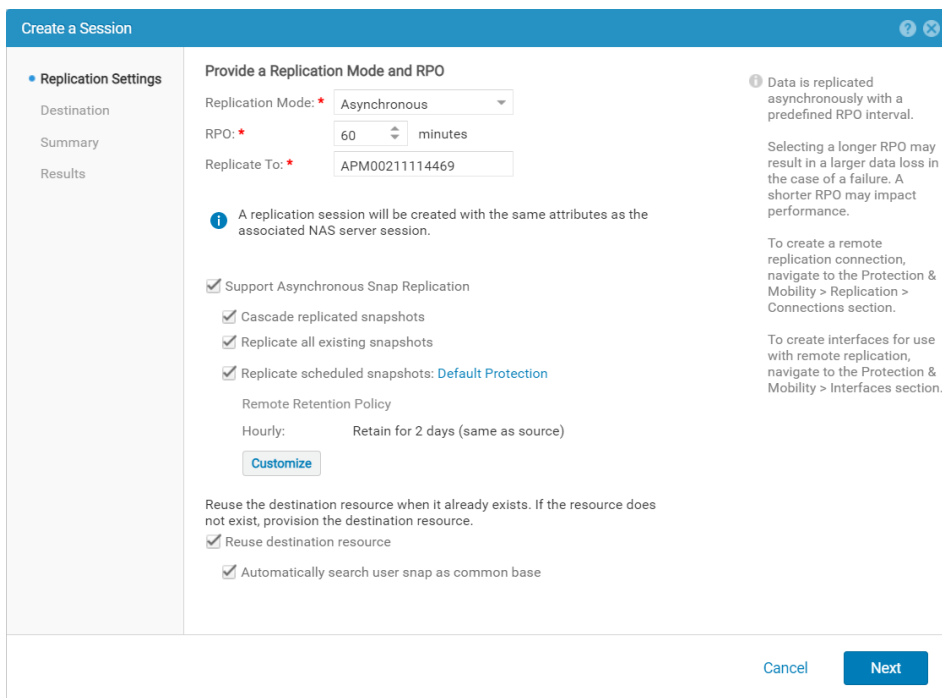 Create a Session
Replication Settings
Destination
Summary
Results
Provide a Replication Mode and RPO
Replication Mode: * Asynchronous
RPO: * 60 minutes
Replicate To: * APM00211114469
A replication session will be created with the same attributes as the
associated NAS server session.
Support Asynchronous Snap Replication
Cascade replicated snapshots
Replicate all existing snapshots
Replicate scheduled snapshots: Default Protection
Remote Retention Policy
Hourly: Retain for 2 days (same as source)
Customize
Reuse the destination resource when it already exists. If the resource does
not exist, provision the destination resource.
Reuse destination resource
Automatically search user snap as common base
Data is replicated
asynchronously with a
predefined RPO interval.
Selecting a longer RPO may
result in a larger data loss in
the case of a failure. A
shorter RPO may impact
performance.
To create a remote
replication connection,
navigate to the Protection &
Mobility > Replication >
Connections section.
To create interfaces for use
with remote replication,
navigate to the Protection &
Mobility > Interfaces section.
Cancel
Next